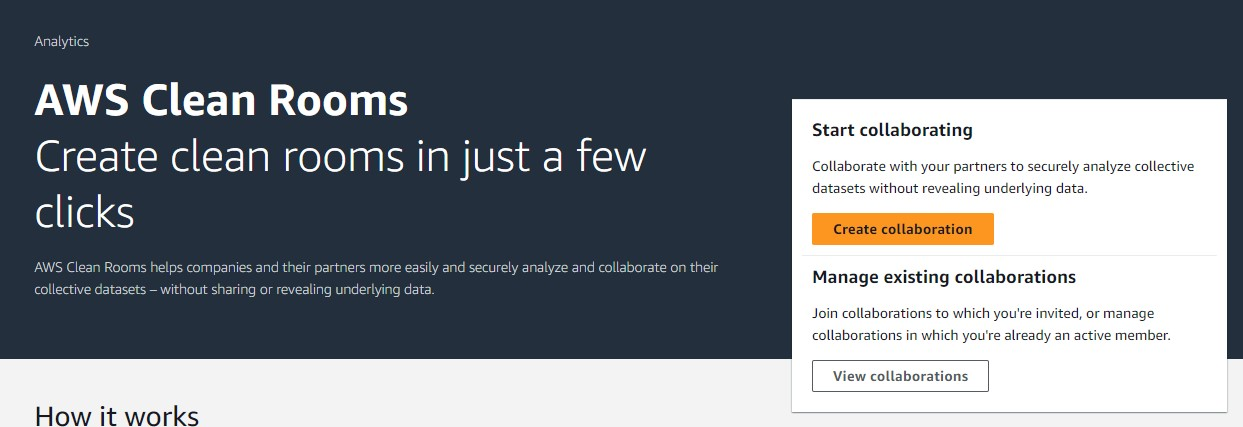 Analytics
AWS Clean Rooms
Create clean rooms in just a few
clicks
AWS Clean Rooms helps companies and their partners more easily and securely analyze and collaborate on their
collective datasets – without sharing or revealing underlying data.
Start collaborating
Collaborate with your partners to securely analyze collective
datasets without revealing underlying data.
Create collaboration
Manage existing collaborations
Join collaborations to which you're invited, or manage
collaborations in which you're already an active member.
View collaborations
How it works